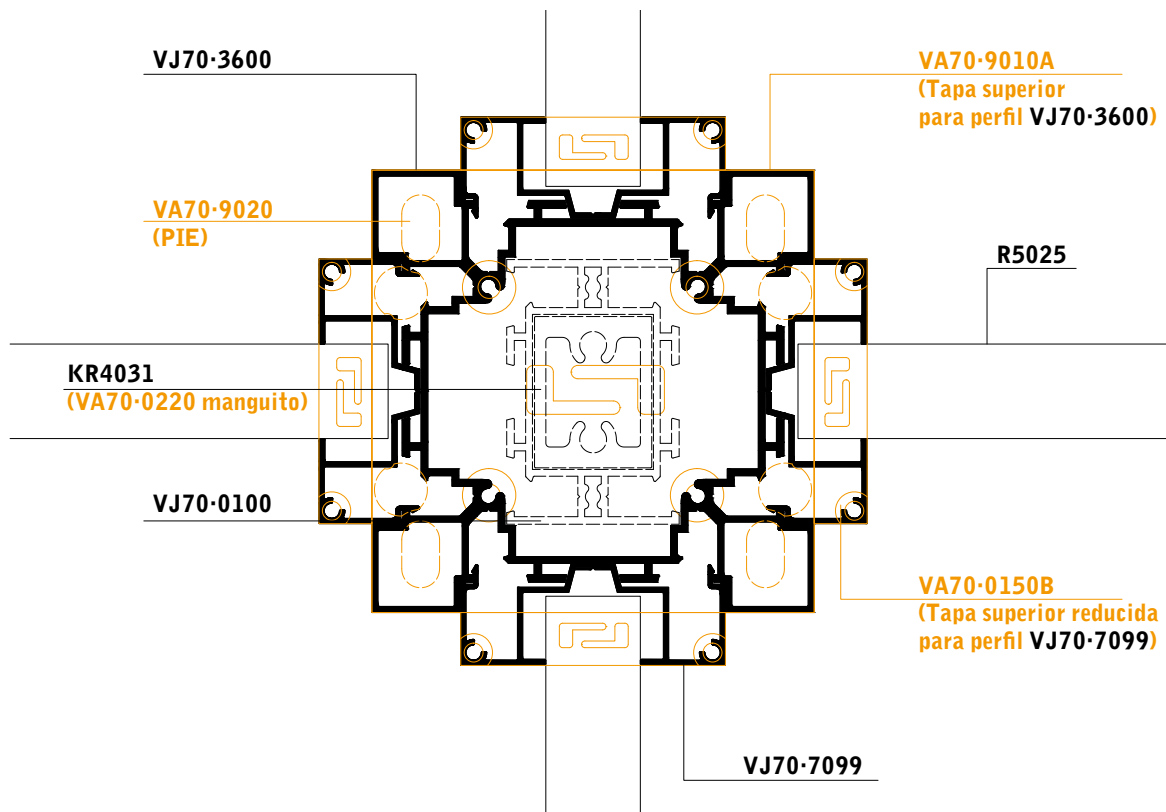 VJ70·3600
VA70·9010A
(Tapa superior
para perfil VJ70·3600)
VA70·9020
(PIE)
R5025
KR4031
(VA70·0220 manguito)
VJ70·0100
VA70·0150B
(Tapa superior reducida
para perfil VJ70·7099)
VJ70·7099